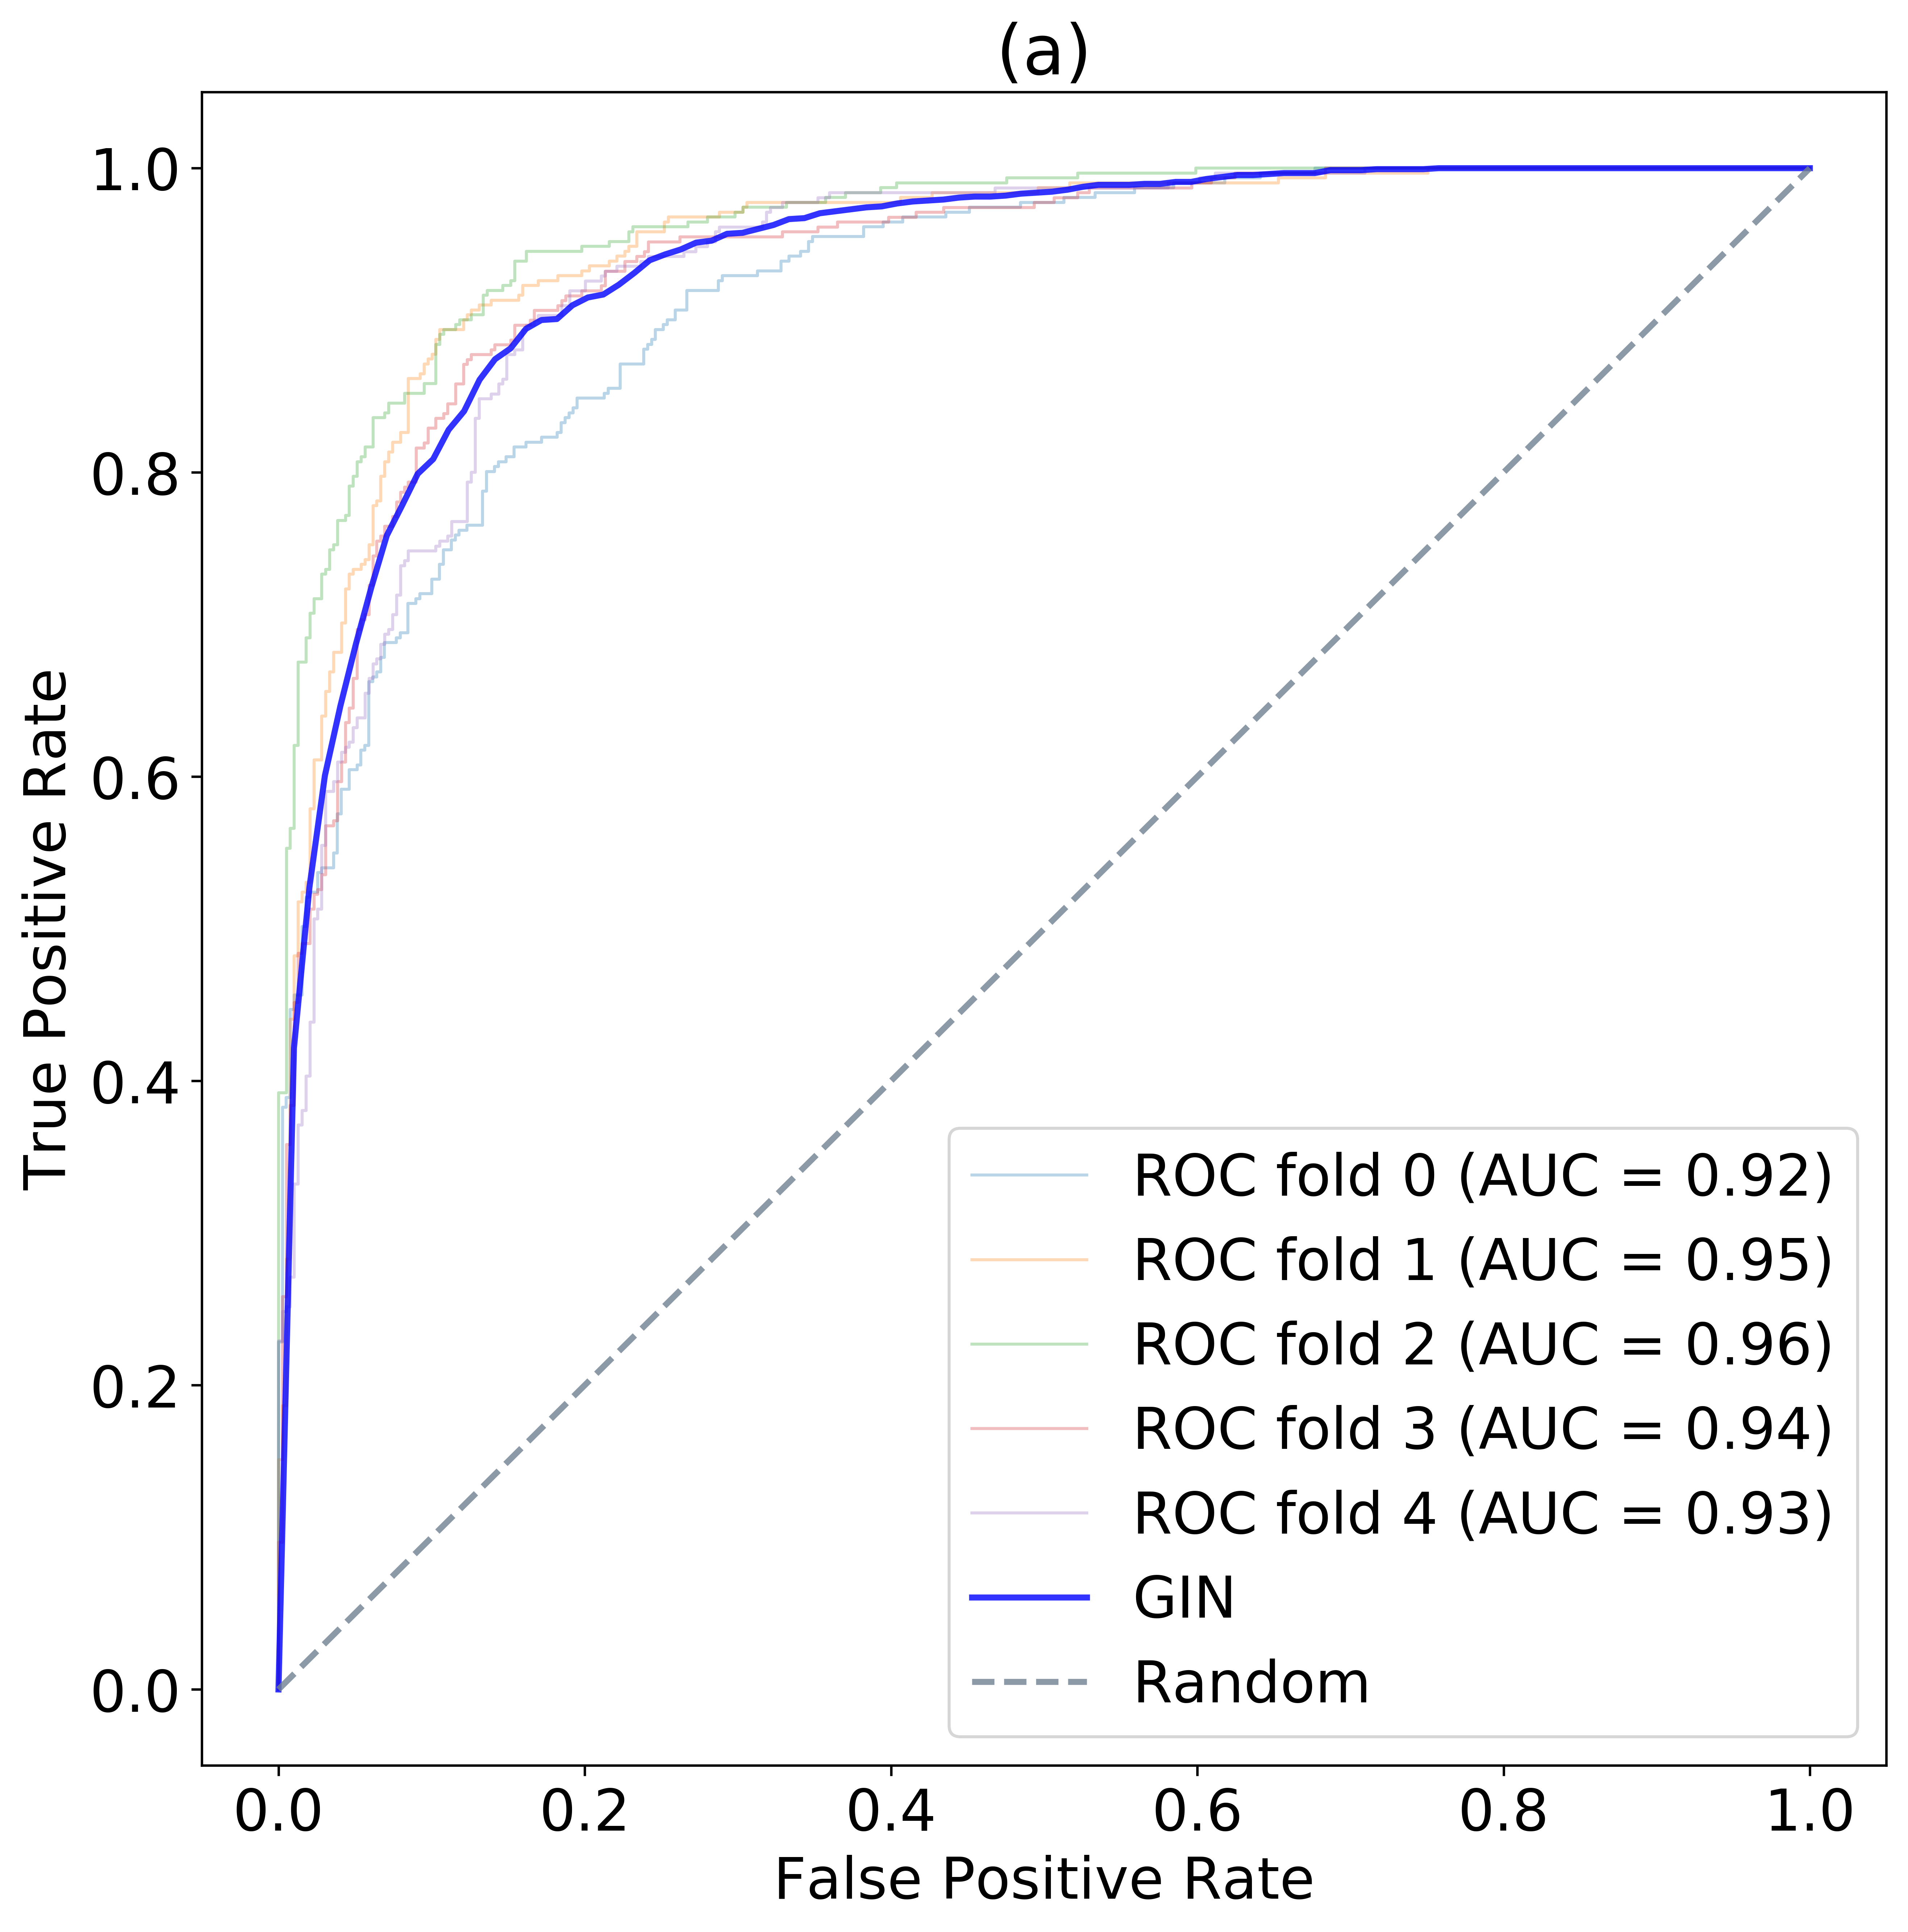 (a)
True Positive Rate
1.0
0.8
0.6
0.4
0.2
0.0
ROC fold 0 (AUC = 0.92)
ROC fold 1 (AUC = 0.95)
ROC fold 2 (AUC = 0.96)
ROC fold 3 (AUC = 0.94)
ROC fold 4 (AUC = 0.93)
GIN
Random
0.0 0.2 0.4 0.6 0.8 1.0
False Positive Rate